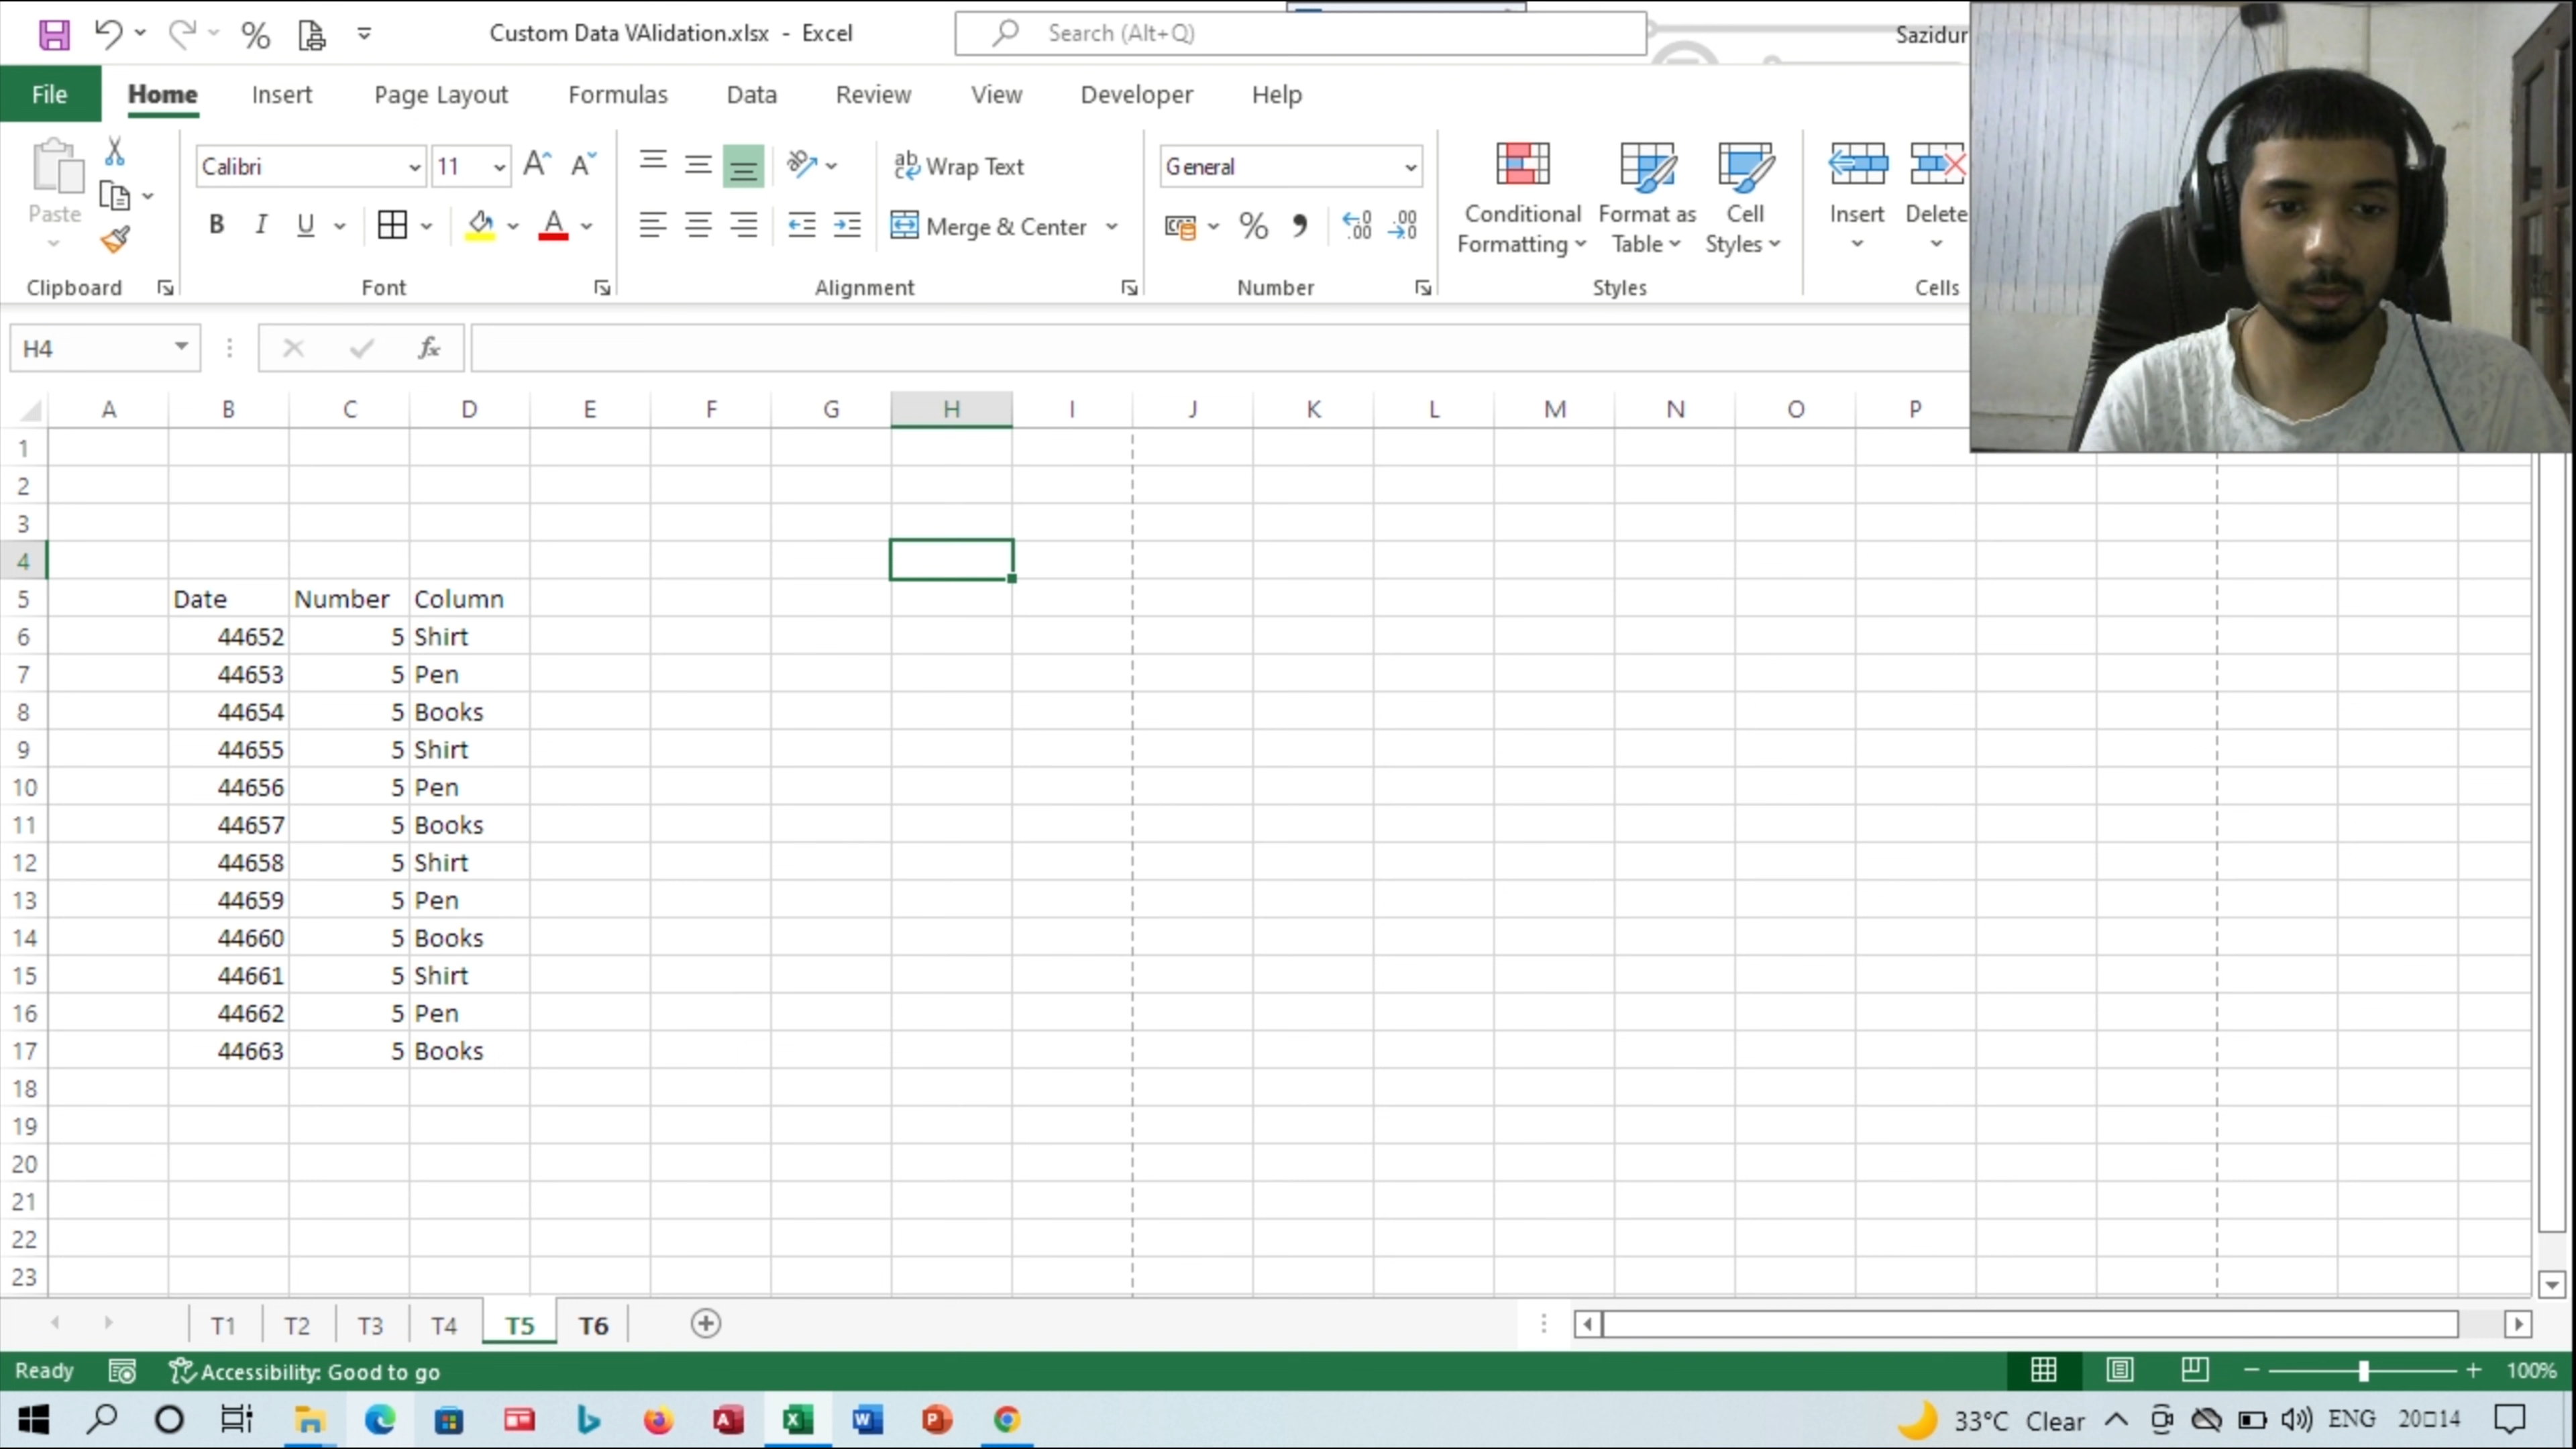 Custom Data VAlidation.xlsx - Excel
Search (Alt+Q)
Sazidur
File Home Insert Page Layout Formulas Data Review View Developer Help
Paste
Calibri 11
Wrap Text
General
B I U
Merge & Center
Conditional Formatting
Format as Table
Cell Styles
Insert
Delete
Clipboard Font Alignment Number Styles Cells
H4
fx
A B C D E F G H I J K L M N O P
1
2
3
4
5 Date Number Column
6 44652 5 Shirt
7 44653 5 Pen
8 44654 5 Books
9 44655 5 Shirt
10 44656 5 Pen
11 44657 5 Books
12 44658 5 Shirt
13 44659 5 Pen
14 44660 5 Books
15 44661 5 Shirt
16 44662 5 Pen
17 44663 5 Books
18
19
20
21
22
23
T1 T2 T3 T4 T5 T6
Ready Accessibility: Good to go 100%
33°C Clear ENG 20□14